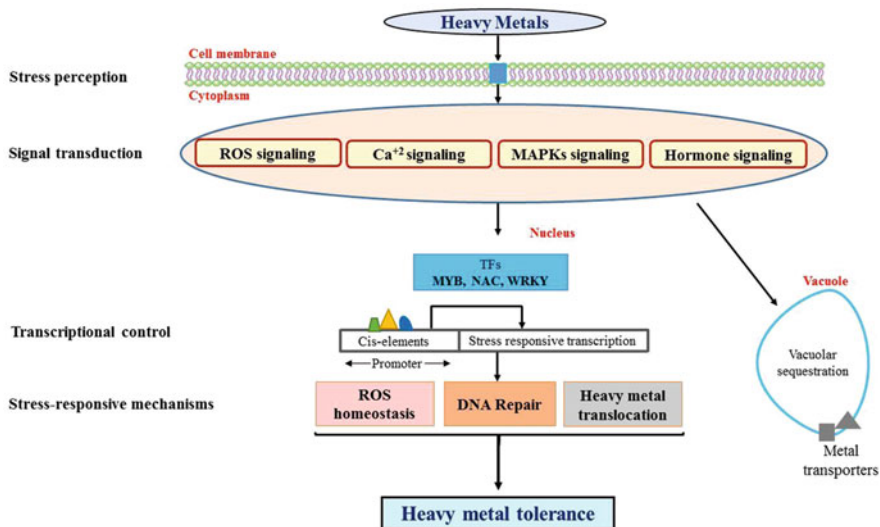 Heavy Metals
Cell membrane
Stress perception
Cytoplasm
Signal transduction
ROS signaling
Ca+2 signaling
MAPKs signaling
Hormone signaling
Nucleus
TFs
MYB, NAC, WRKY
Vacuole
Transcriptional control
Cis-elements
Stress responsive transcription
Promoter
Vacuolar
sequestration
Stress-responsive mechanisms
ROS
homeostasis
DNA Repair
Heavy metal
translocation
Metal
transporters
Heavy metal tolerance